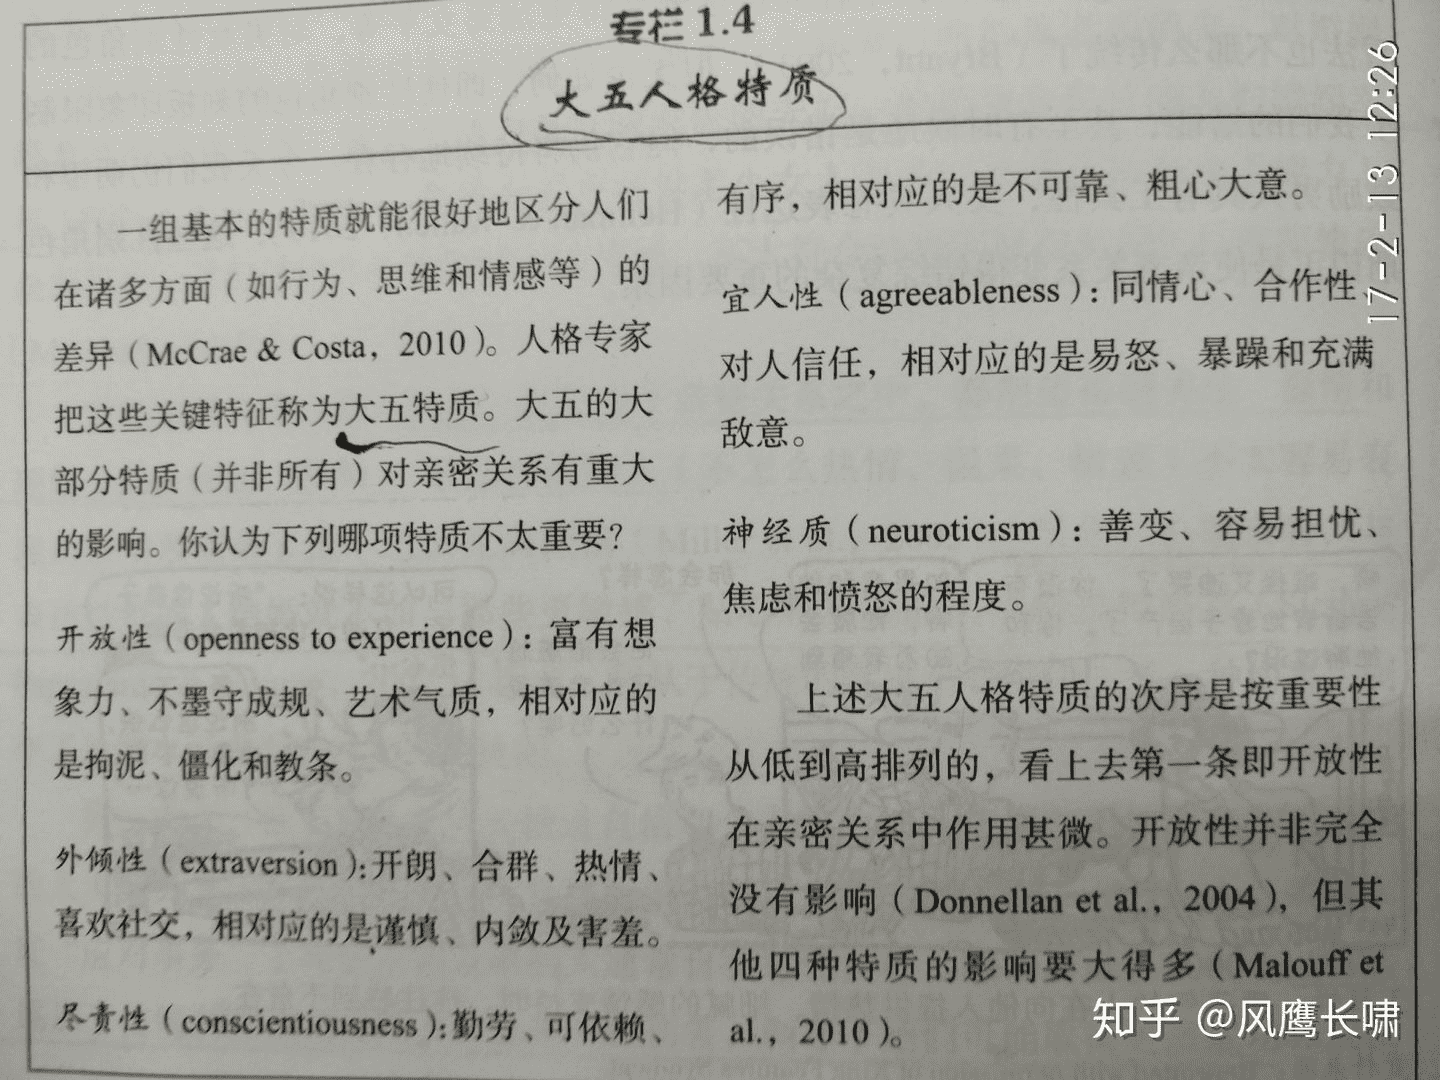 专栏 1.4
大五人格特质
一组基本的特质就能很好地区分人们
在诸多方面（如行为、思维和情感等）的
差异（McCrae & Costa，2010）。人格专家
把这些关键特征称为大五特质。大五的大
部分特质（并非所有）对亲密关系有重大
的影响。你认为下列哪项特质不太重要？
开放性（openness to experience）：富有想
象力、不墨守成规、艺术气质，相对应的
是拘泥、僵化和教条。
外倾性（extraversion）：开朗、合群、热情、
喜欢社交，相对应的是谨慎、内敛及害羞。
尽责性（conscientiousness）：勤劳、可依赖、
有序，相对应的是不可靠、粗心大意。
宜人性（agreeableness）：同情心、合作性、
对人信任，相对应的是易怒、暴躁和充满
敌意。
神经质（neuroticism）：善变、容易担忧、
焦虑和愤怒的程度。
上述大五人格特质的次序是按重要性
从低到高排列的，看上去第一条即开放性
在亲密关系中作用甚微。开放性并非完全
没有影响（Donnellan et al.，2004），但其
他四种特质的影响要大得多（Malouff et
al.，2010）。
17-2-13 12:26
知乎 @风鹰长啸